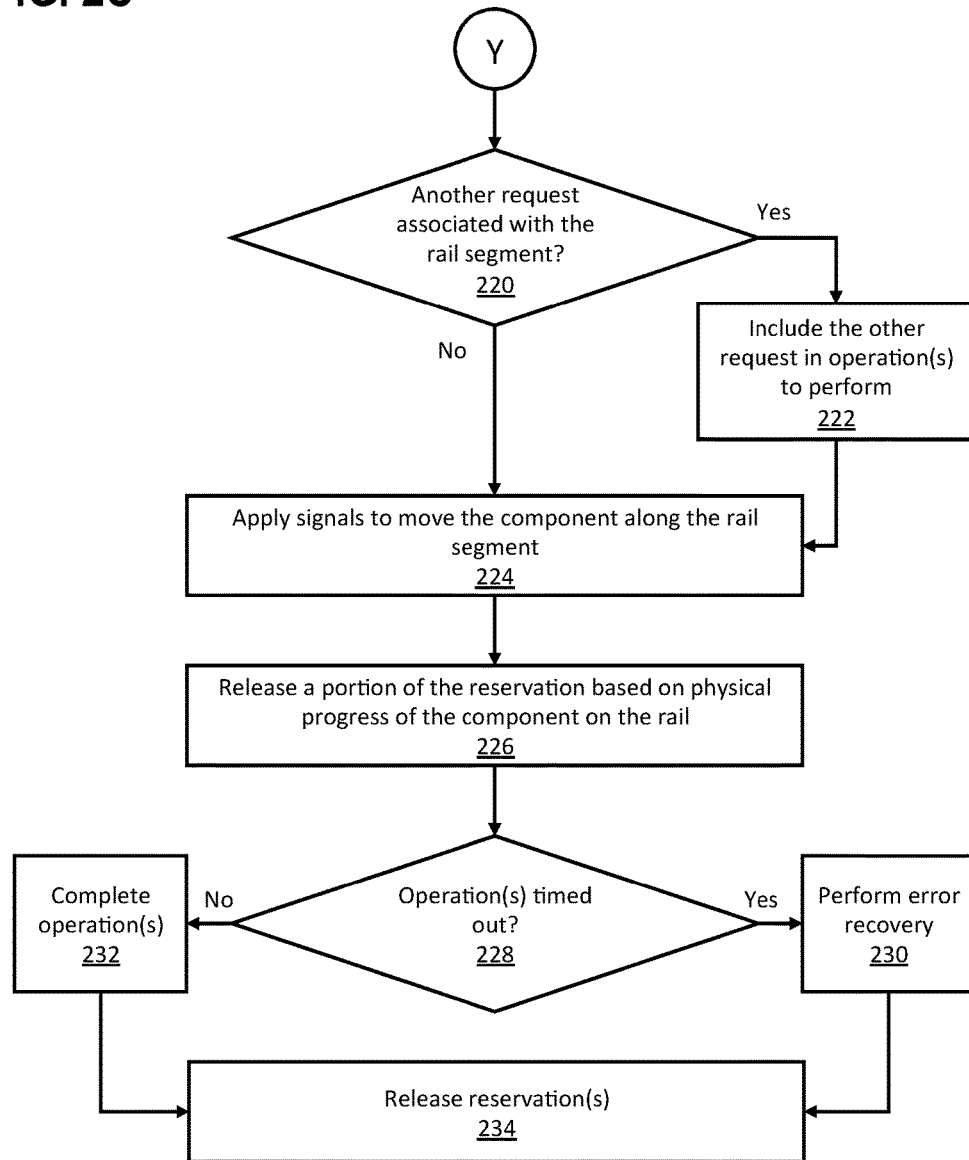 Y
Another request
associated with the
rail segment?
220
Yes
No
Include the other
request in operation(s)
to perform
222
Apply signals to move the component along the rail
segment
224
Release a portion of the reservation based on physical
progress of the component on the rail
226
Operation(s) timed
out?
228
No
Yes
Complete
operation(s)
232
Perform error
recovery
230
Release reservation(s)
234